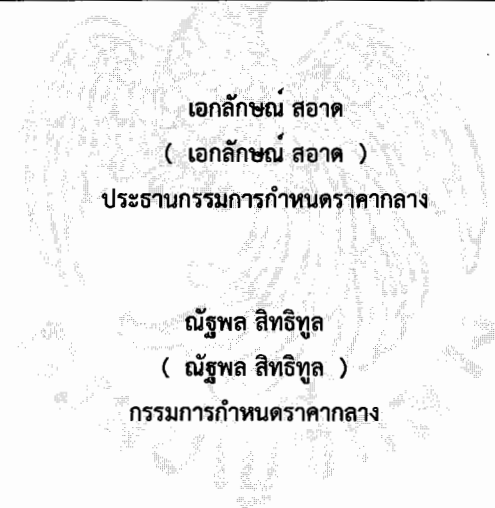 เอกลักษณ์ สอาด
( เอกลักษณ์ สอาด )
ประธานกรรมการกำหนดราคากลาง
ณัฐพล สิทธิทูล
( ณัฐพล สิทธิทูล )
กรรมการกำหนดราคากลาง